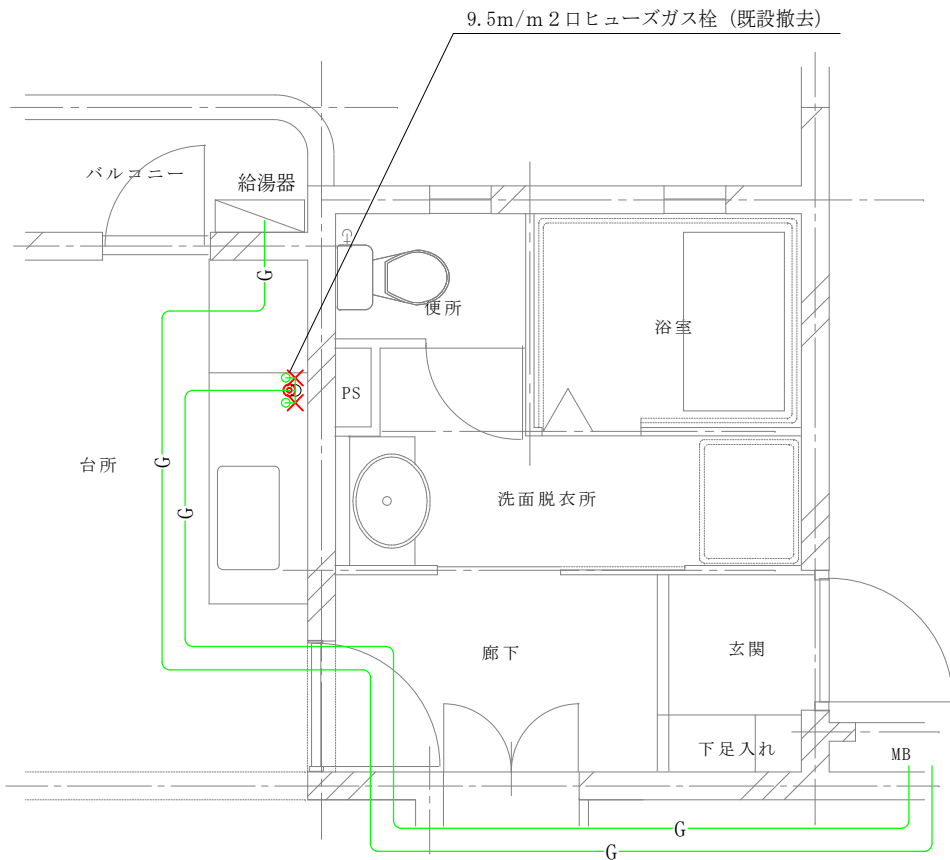 9.5m/m２口ヒューズガス栓（既設撤去）
バルコニー
給湯器
G
便所
浴室
PS
台所
G
洗面脱衣所
G
廊下
玄関
下足入れ
MB
G
G